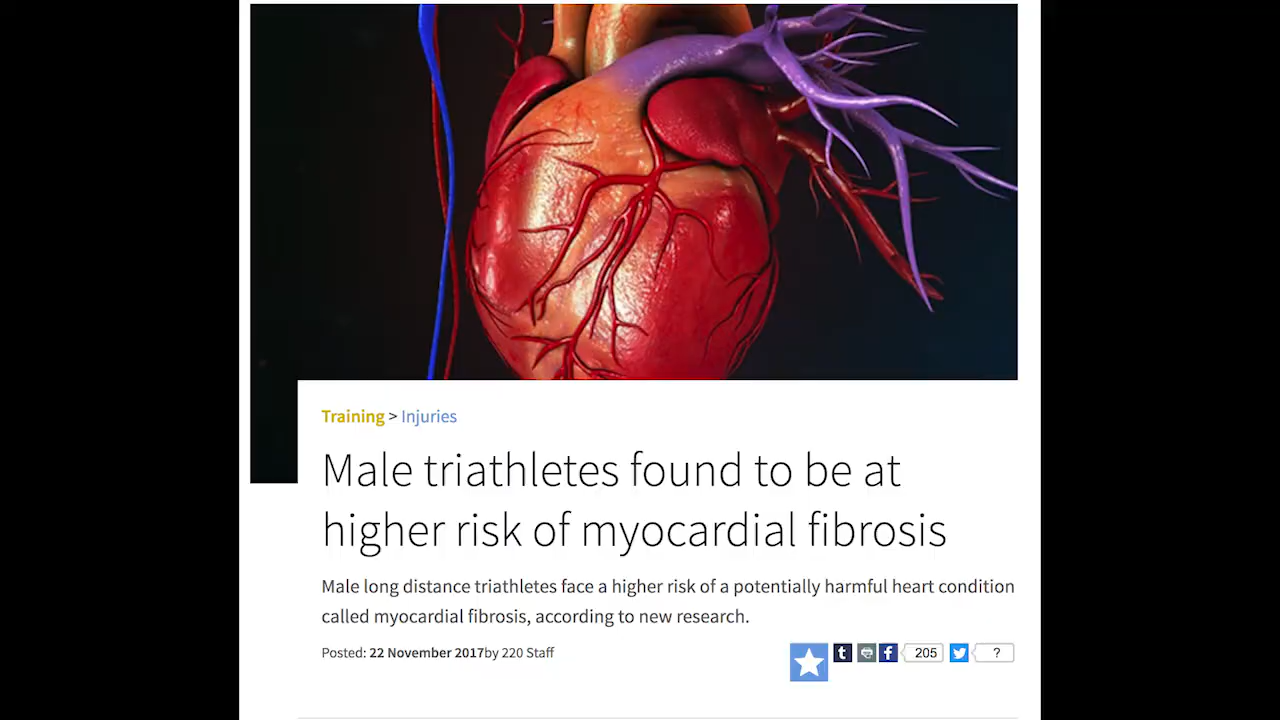 Training > Injuries
Male triathletes found to be at
higher risk of myocardial fibrosis
Male long distance triathletes face a higher risk of a potentially harmful heart condition
called myocardial fibrosis, according to new research.
Posted: 22 November 2017by 220 Staff
t f 205 ?